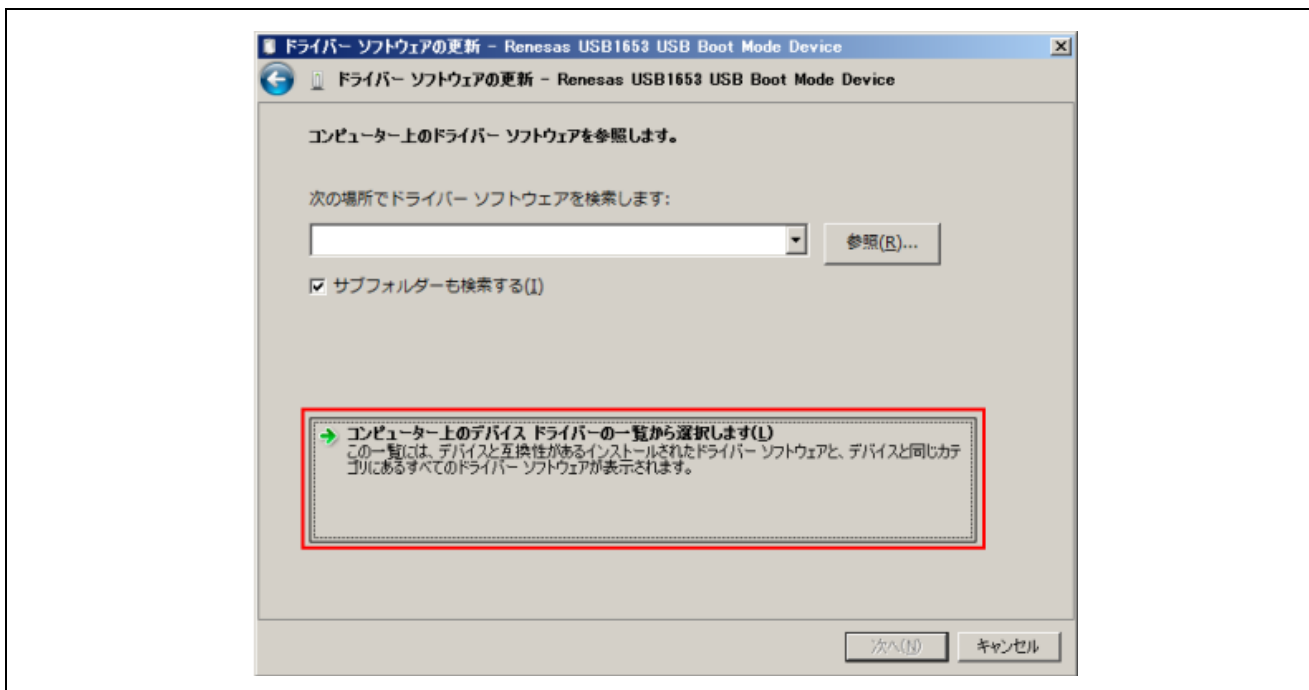 ドライバー ソフトウェアの更新 - Renesas USB1653 USB Boot Mode Device
ドライバー ソフトウェアの更新 - Renesas USB1653 USB Boot Mode Device
コンピューター上のドライバー ソフトウェアを参照します。
次の場所でドライバー ソフトウェアを検索します:
参照(R)...
サブフォルダーも検索する(I)
コンピューター上のデバイス ドライバーの一覧から選択します(L)
この一覧には、デバイスと互換性があるインストールされたドライバー ソフトウェアと、デバイスと同じカテ
ゴリにあるすべてのドライバー ソフトウェアが表示されます。
次へ(N)
キャンセル